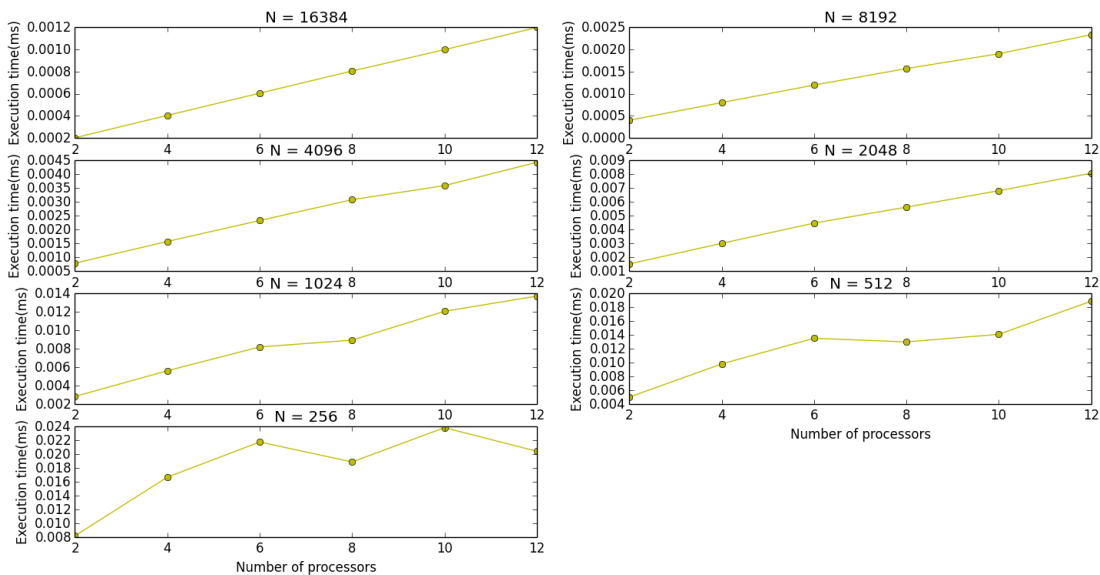 N = 16384
Execution time(ms)
0.0012
0.0010
0.0008
0.0006
0.0004
0.0002
2 4 6 8 10 12
N = 8192
Execution time(ms)
0.0025
0.0020
0.0015
0.0010
0.0005
0.0000
2 4 6 8 10 12
N = 4096
Execution time(ms)
0.0045
0.0040
0.0035
0.0030
0.0025
0.0020
0.0015
0.0010
0.0005
2 4 6 8 10 12
N = 2048
Execution time(ms)
0.009
0.008
0.007
0.006
0.005
0.004
0.003
0.002
0.001
2 4 6 8 10 12
N = 1024
Execution time(ms)
0.014
0.012
0.010
0.008
0.006
0.004
0.002
2 4 6 8 10 12
N = 512
Execution time(ms)
0.020
0.018
0.016
0.014
0.012
0.010
0.008
0.006
0.004
2 4 6 8 10 12
Number of processors
N = 256
Execution time(ms)
0.024
0.022
0.020
0.018
0.016
0.014
0.012
0.010
0.008
2 4 6 8 10 12
Number of processors